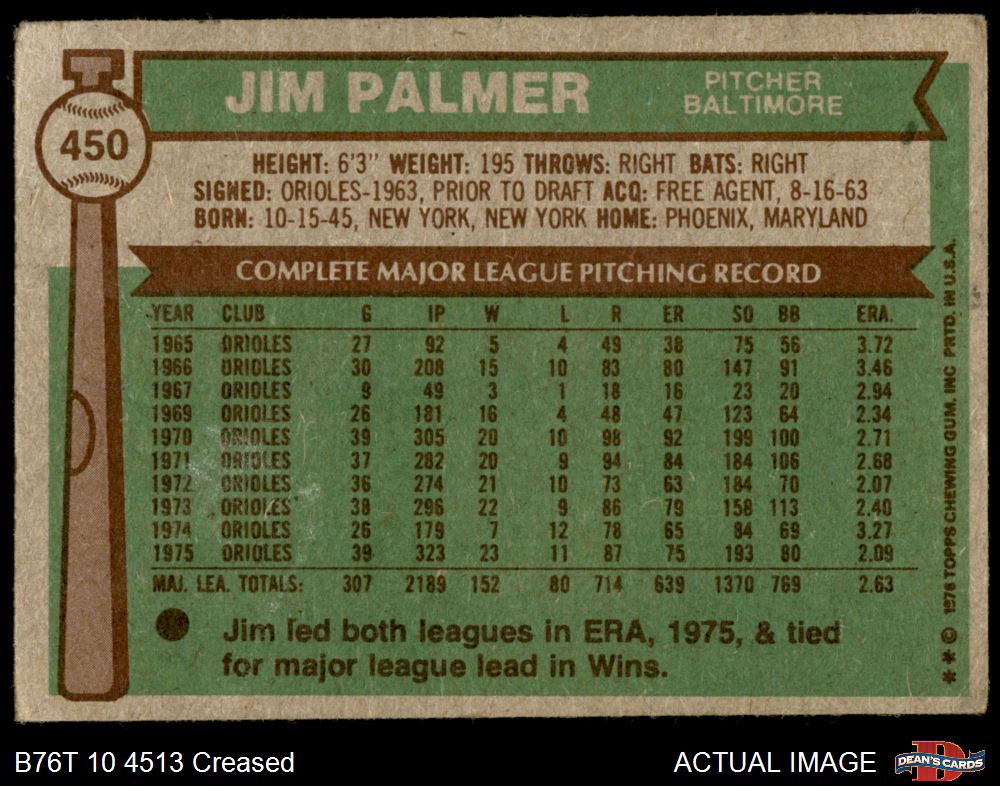 JIM PALMER
PITCHER
BALTIMORE
450
HEIGHT: 6'3" WEIGHT: 195 THROWS: RIGHT BATS: RIGHT
SIGNED: ORIOLES-1963, PRIOR TO DRAFT ACQ: FREE AGENT, 8-16-63
BORN: 10-15-45, NEW YORK, NEW YORK HOME: PHOENIX, MARYLAND
COMPLETE MAJOR LEAGUE PITCHING RECORD
YEAR CLUB G IP W L R ER SO BB ERA.
1965 ORIOLES 27 92 5 4 49 38 75 56 3.72
1966 ORIOLES 30 208 15 10 83 80 147 91 3.46
1967 ORIOLES 9 49 3 1 18 16 23 20 2.94
1969 ORIOLES 26 181 16 4 48 47 123 64 2.34
1970 ORIOLES 39 305 20 10 98 92 199 100 2.71
1971 ORIOLES 37 282 20 9 94 84 184 106 2.68
1972 ORIOLES 36 274 21 10 73 63 184 70 2.07
1973 ORIOLES 38 296 22 9 86 79 158 113 2.40
1974 ORIOLES 26 179 7 12 78 65 84 69 3.27
1975 ORIOLES 39 323 23 11 87 75 193 80 2.09
MAJ. LEA. TOTALS: 307 2189 152 80 714 639 1370 769 2.63
Jim led both leagues in ERA, 1975, & tied
for major league lead in Wins.
** © 1976 TOPPS CHEWING GUM, INC PRTD. IN U.S.A.
B76T 10 4513 Creased
ACTUAL IMAGE
D
DEAN'S CARDS